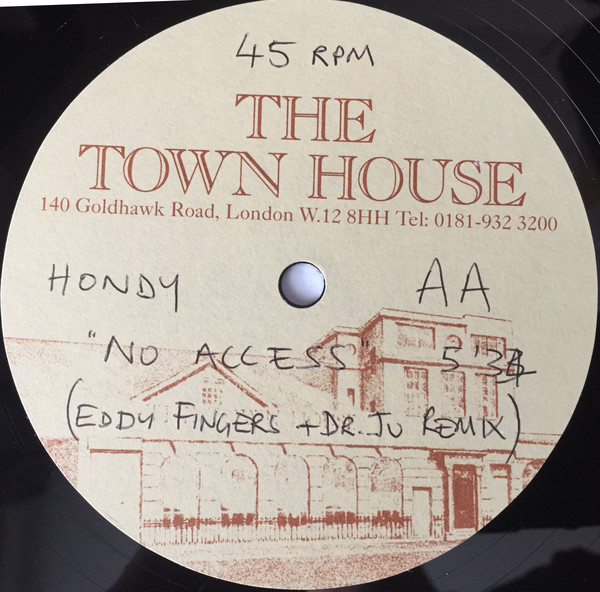 45 RPM
THE
TOWN HOUSE
140 Goldhawk Road, London W.12 8HH Tel: 0181-932 3200
HONDY AA
"NO ACCESS"
(EDDY FINGERS + DR. JU REMIX)